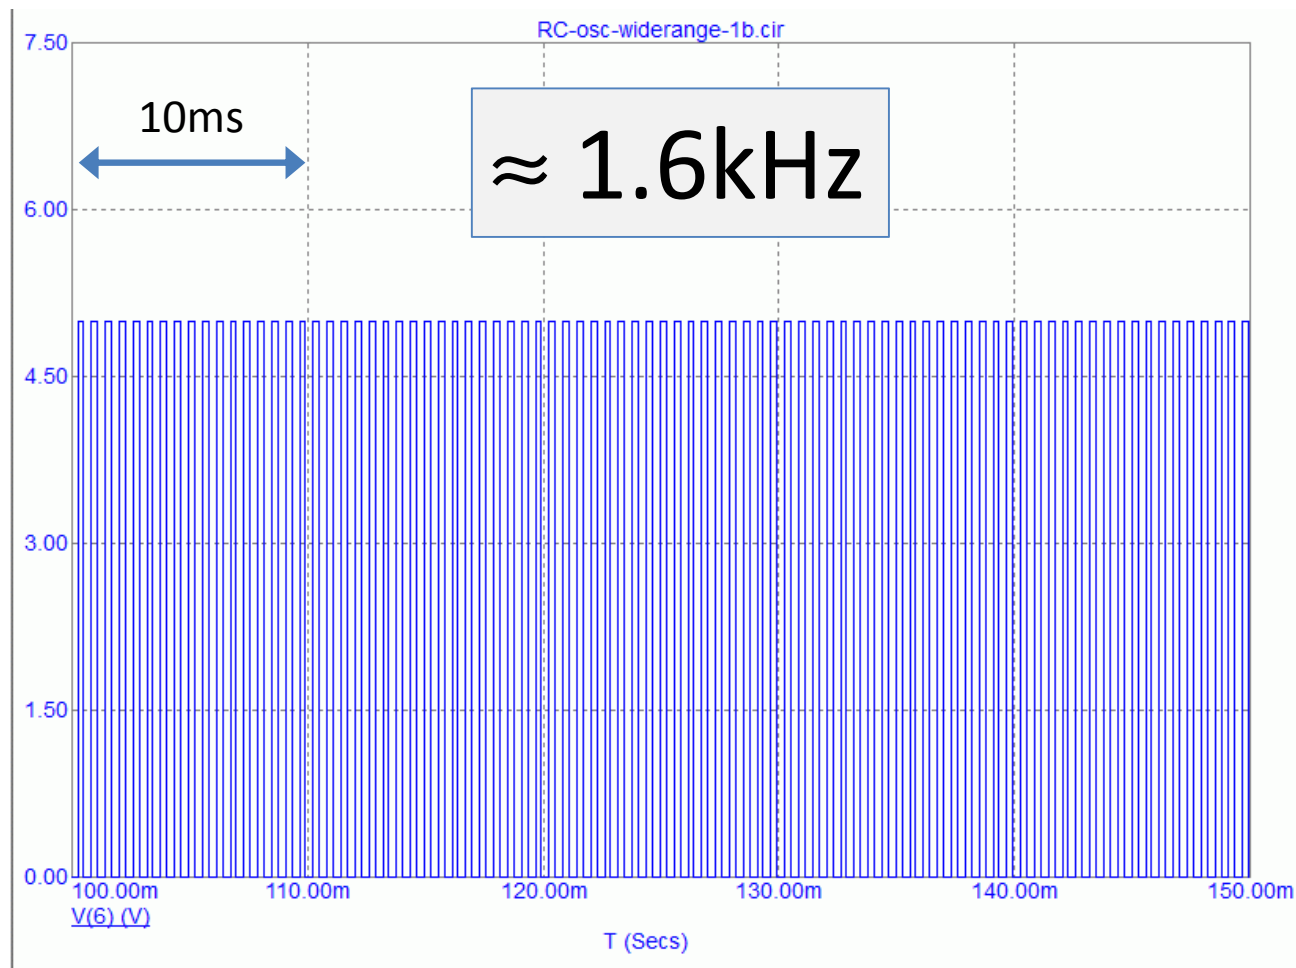 RC-osc-widerange-1b.cir
7.50
10ms
≈ 1.6kHz
6.00
4.50
3.00
1.50
0.00
100.00m 110.00m 120.00m 130.00m 140.00m 150.00m
V(6) (V)
T (Secs)